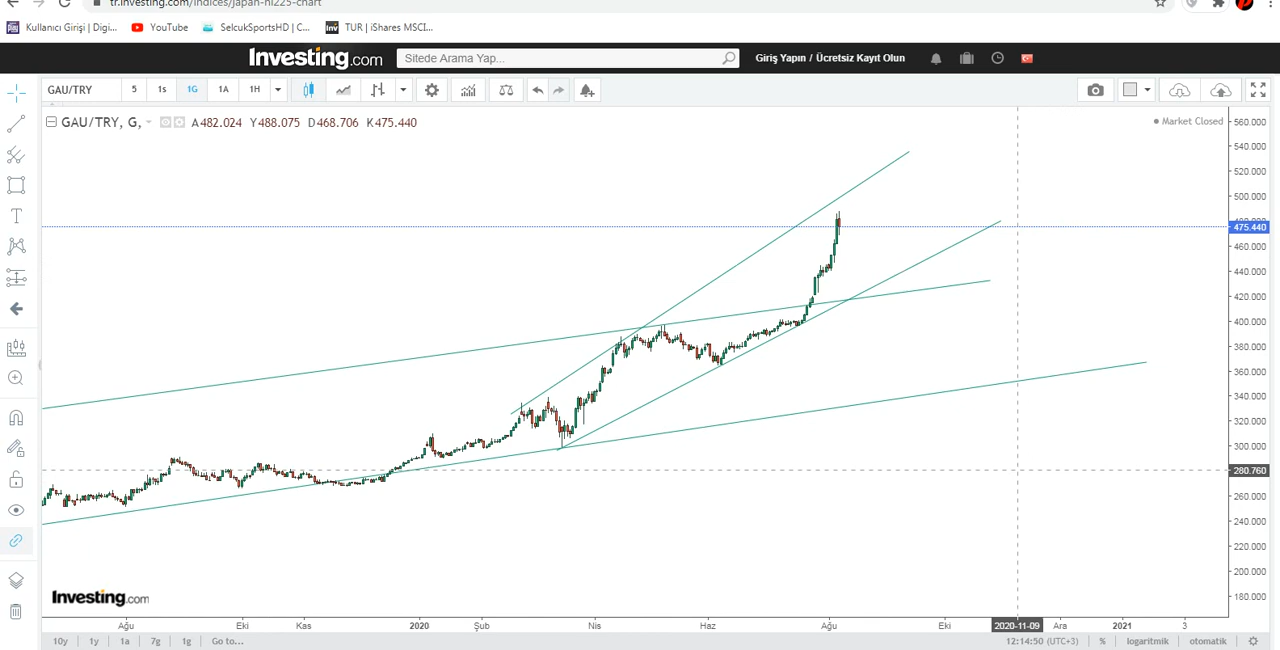 tr.investing.com/indices/japan-ni225-chart
Kullanıcı Girişi | Digi... YouTube SelcukSportsHD | C... TUR | iShares MSCI...
Investing.com Sitede Arama Yap... Giriş Yapın / Ücretsiz Kayıt Olun
GAU/TRY 5 1s 1G 1A 1H
GAU/TRY, G, A482.024 Y488.075 D468.706 K475.440 Market Closed
560.000
540.000
520.000
500.000
475.440
460.000
440.000
420.000
400.000
380.000
360.000
340.000
320.000
300.000
280.760
260.000
240.000
220.000
200.000
180.000
Investing.com
Ağu Eki Kas 2020 Şub Nis Haz Ağu Eki 2020-11-09 Ara 2021 3
10y 1y 1a 7g 1g Go to... 12:14:50 (UTC+3) % logaritmik otomatik